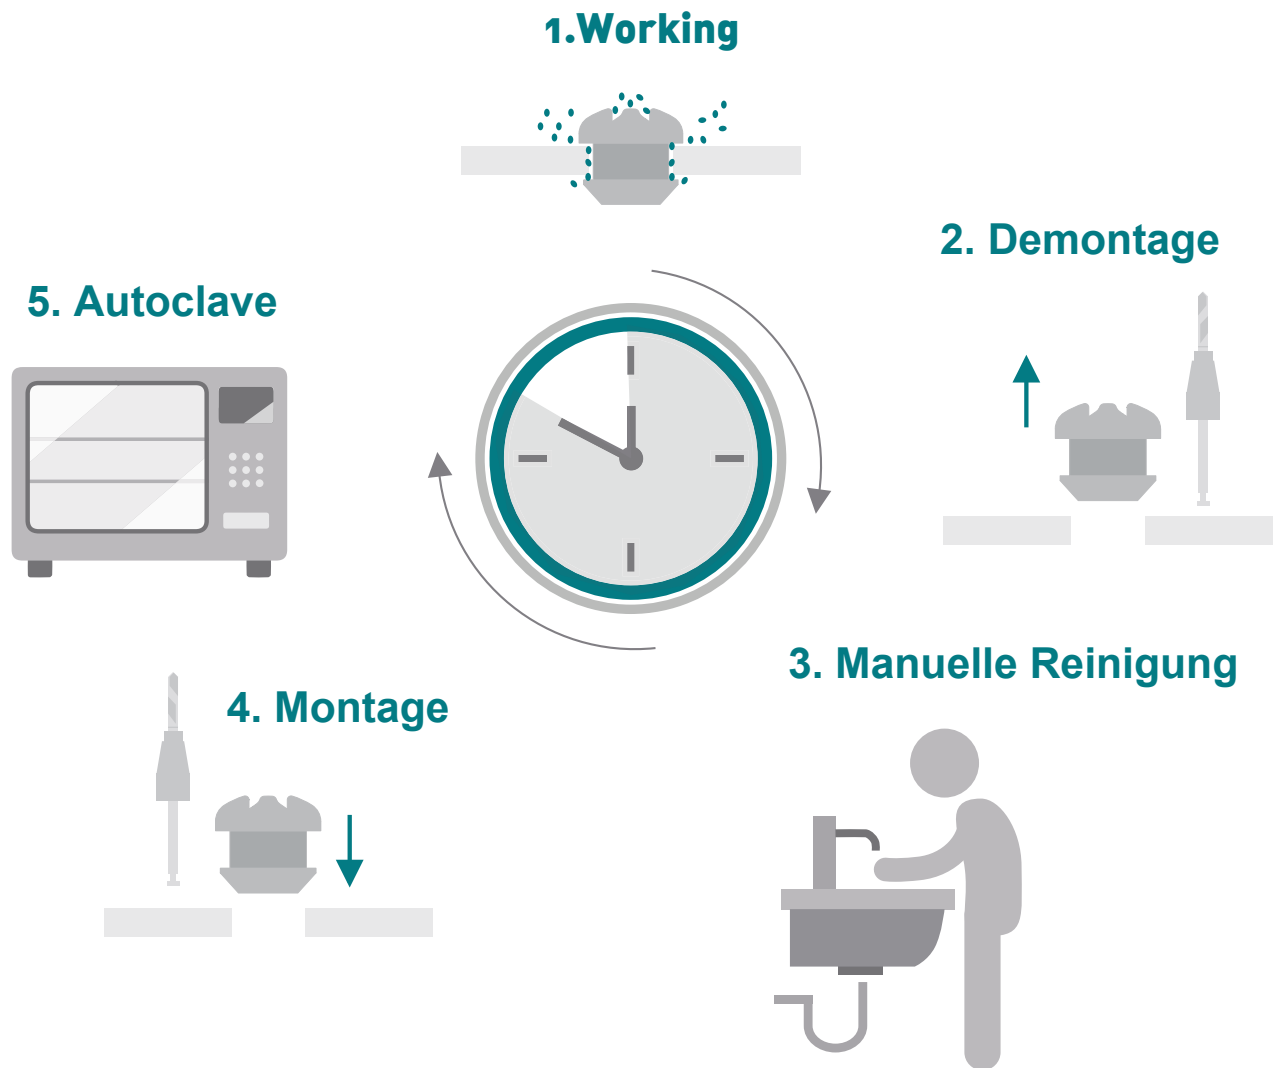 1.Working
2. Demontage
5. Autoclave
3. Manuelle Reinigung
4. Montage